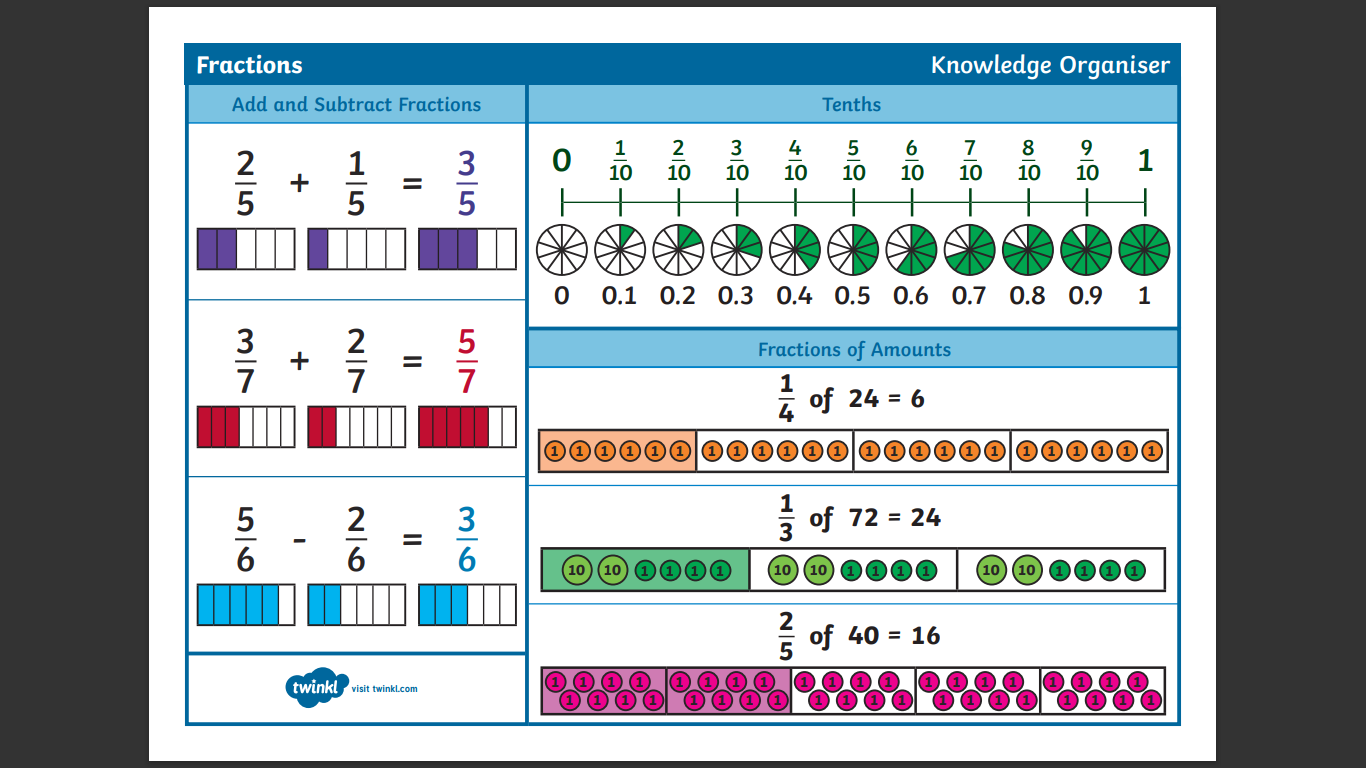 Fractions
Knowledge Organiser
Add and Subtract Fractions
2/5 + 1/5 = 3/5
3/7 + 2/7 = 5/7
5/6 - 2/6 = 3/6
twinkl visit twinkl.com
Tenths
0 1/10 2/10 3/10 4/10 5/10 6/10 7/10 8/10 9/10 1
0 0.1 0.2 0.3 0.4 0.5 0.6 0.7 0.8 0.9 1
Fractions of Amounts
1/4 of 24 = 6
1 1 1 1 1 1 1 1 1 1 1 1 1 1 1 1 1 1 1 1 1 1 1 1
1/3 of 72 = 24
10 10 1 1 1 1 10 10 1 1 1 1 10 10 1 1 1 1
2/5 of 40 = 16
1 1 1 1 1 1 1 1 1 1 1 1 1 1 1 1 1 1 1 1
1 1 1 1 1 1 1 1 1 1 1 1 1 1 1 1 1 1 1 1